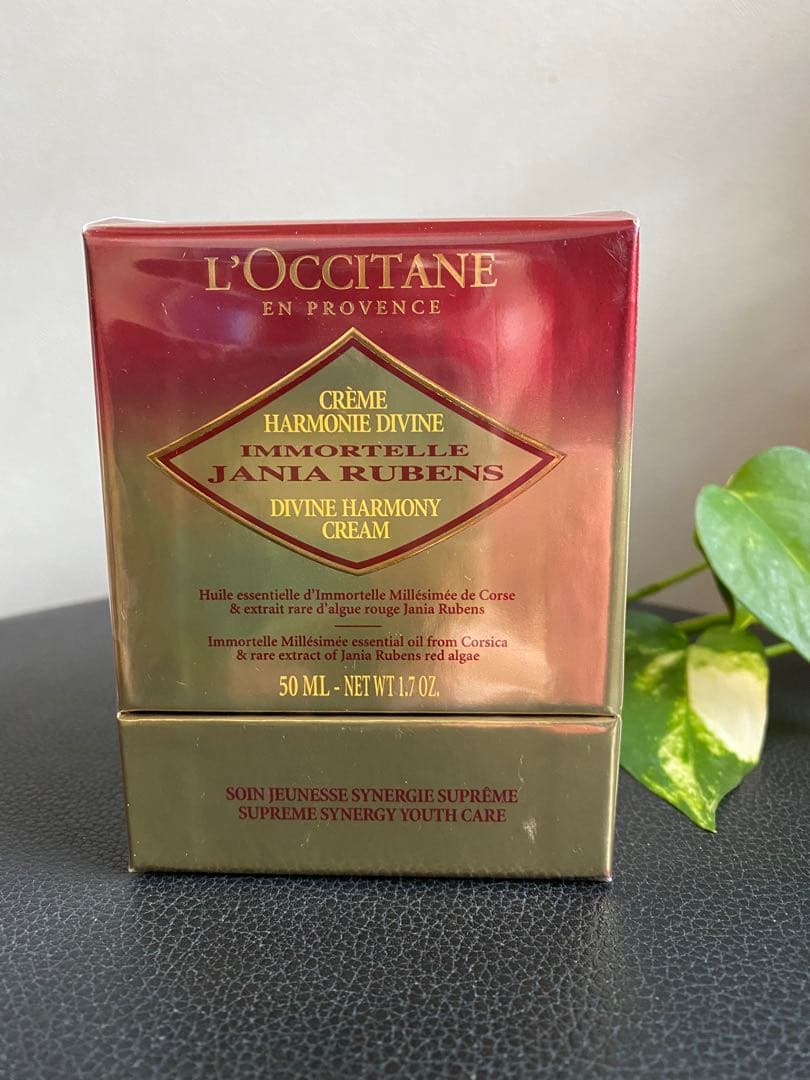 L'OCCITANE
EN PROVENCE
CRÈME
HARMONIE DIVINE
IMMORTELLE
JANIA RUBENS
DIVINE HARMONY
CREAM
Huile essentielle d'Immortelle Millésimée de Corse
& extrait rare d'algue rouge Jania Rubens
Immortelle Millésimée essential oil from Corsica
& rare extract of Jania Rubens red algae
50 ML - NET WT 1.7 OZ.
SOIN JEUNESSE SYNERGIE SUPRÊME
SUPREME SYNERGY YOUTH CARE